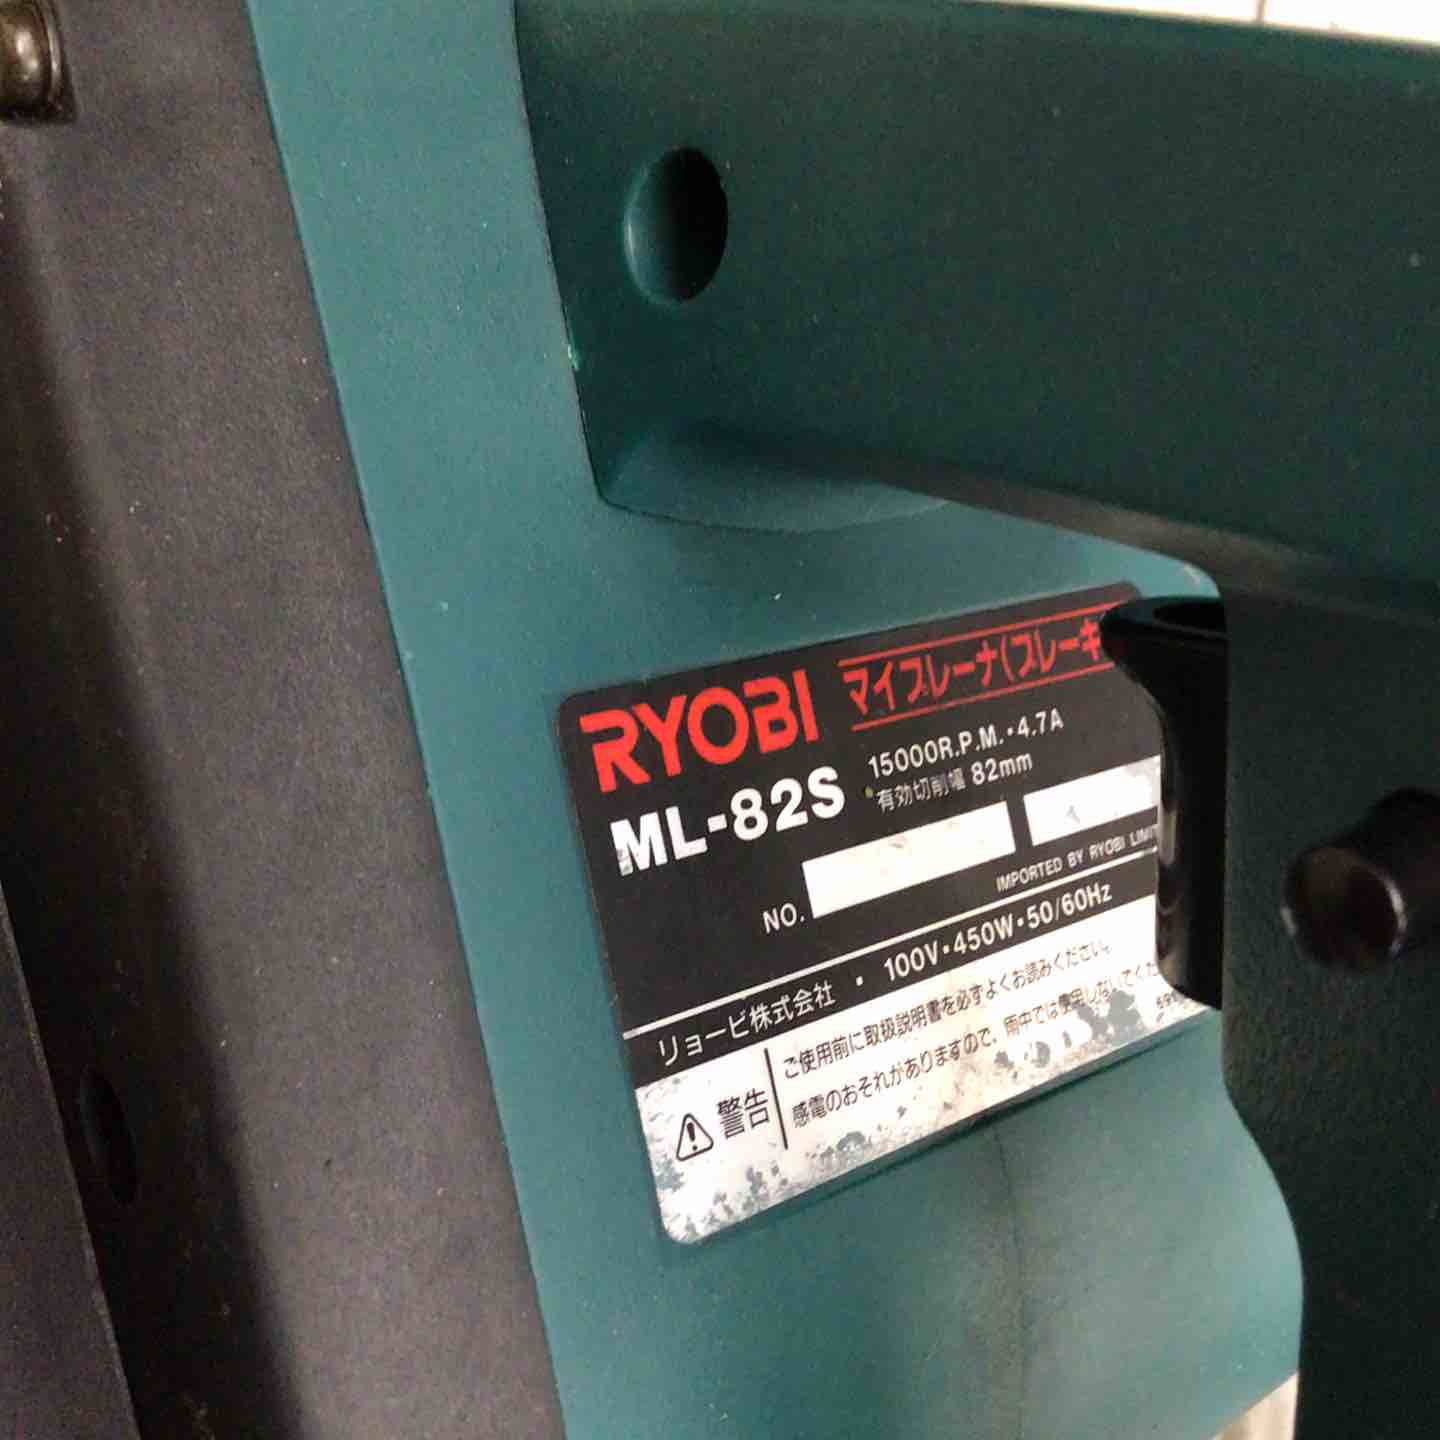 RYOBI マイプレーナ(ブレーキ
ML-82S 15000R.P.M.・4.7A
有効切削幅 82mm
NO.
IMPORTED BY RYOBI LIMIT
リョービ株式会社 ・ 100V・450W・50/60Hz
⚠ 警告
ご使用前に取扱説明書を必ずよくお読みください。
感電のおそれがありますので、雨中では使用しないでくだ